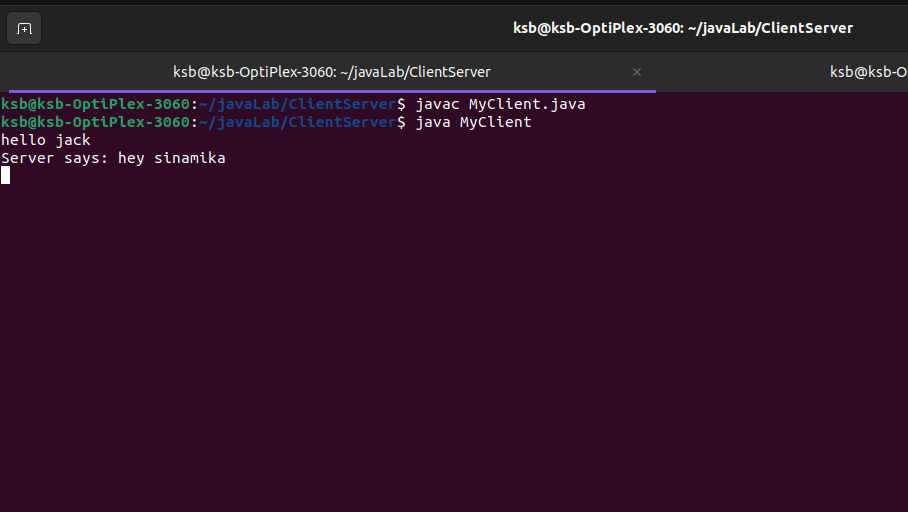 ksb@ksb-OptiPlex-3060: ~/javaLab/ClientServer
ksb@ksb-OptiPlex-3060: ~/javaLab/ClientServer × ksb@ksb-O
ksb@ksb-OptiPlex-3060:~/javaLab/ClientServer$ javac MyClient.java
ksb@ksb-OptiPlex-3060:~/javaLab/ClientServer$ java MyClient
hello jack
Server says: hey sinamika